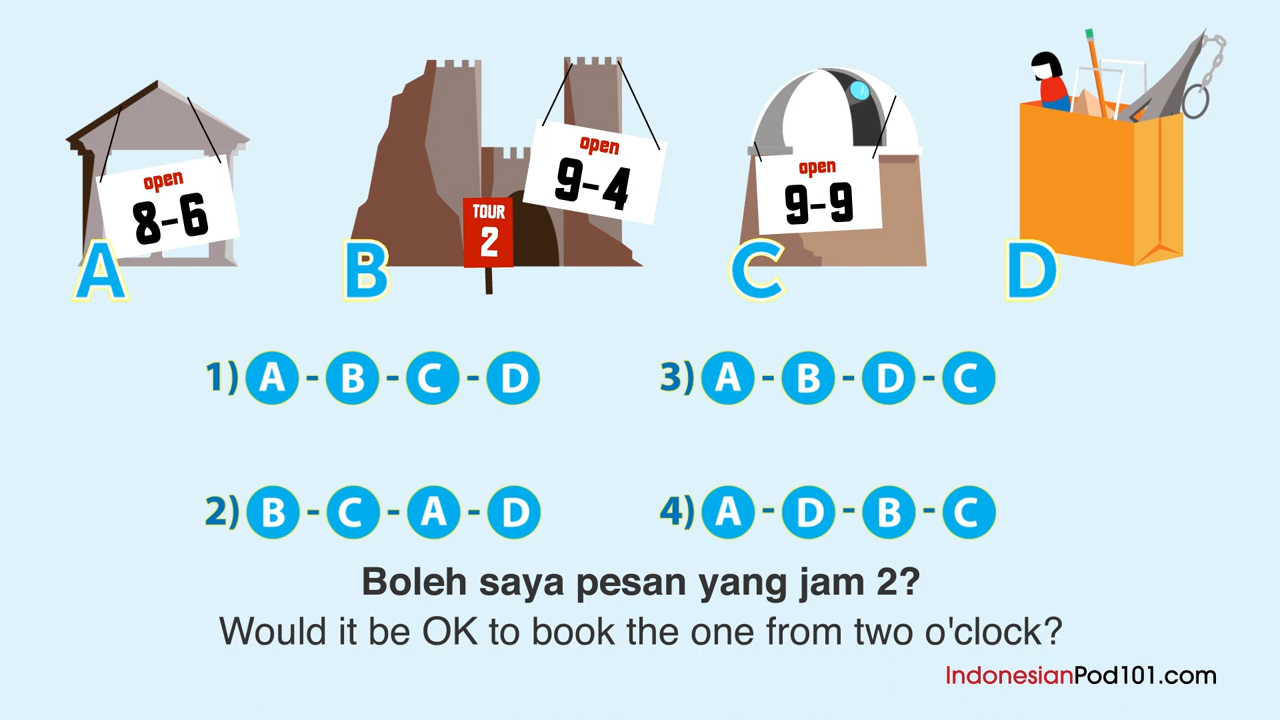 open
8-6
A
TOUR
2
B
open
9-4
open
9-9
C
D
1) A - B - C - D
3) A - B - D - C
2) B - C - A - D
4) A - D - B - C
Boleh saya pesan yang jam 2?
Would it be OK to book the one from two o'clock?
IndonesianPod101.com